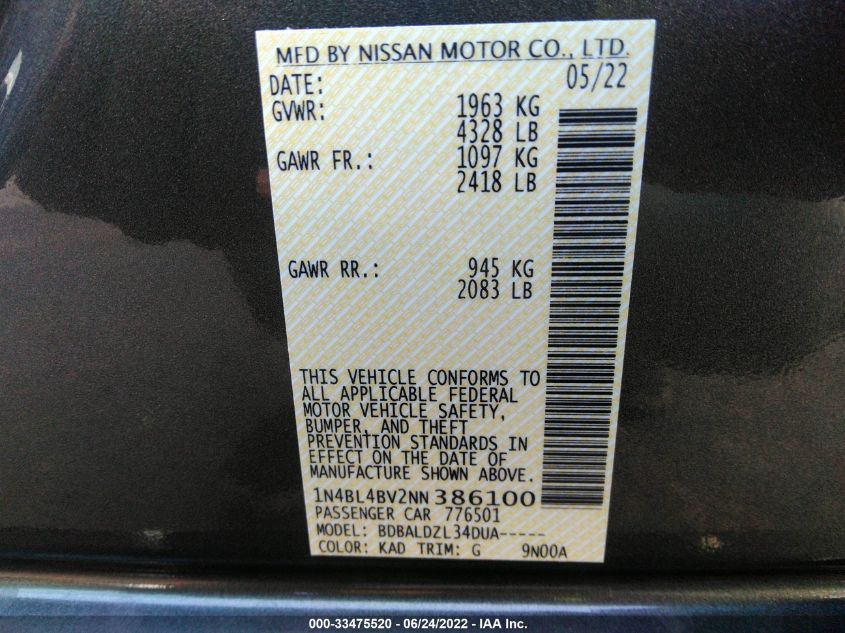 MFD BY NISSAN MOTOR CO., LTD.
DATE: 05/22
GVWR: 1963 KG
4328 LB
GAWR FR.: 1097 KG
2418 LB
GAWR RR.: 945 KG
2083 LB
THIS VEHICLE CONFORMS TO
ALL APPLICABLE FEDERAL
MOTOR VEHICLE SAFETY,
BUMPER, AND THEFT
PREVENTION STANDARDS IN
EFFECT ON THE DATE OF
MANUFACTURE SHOWN ABOVE.
1N4BL4BV2NN386100
PASSENGER CAR 776501
MODEL: BDBALDZL34DUA-----
COLOR: KAD TRIM: G 9N00A
000-33475520 - 06/24/2022 - IAA Inc.